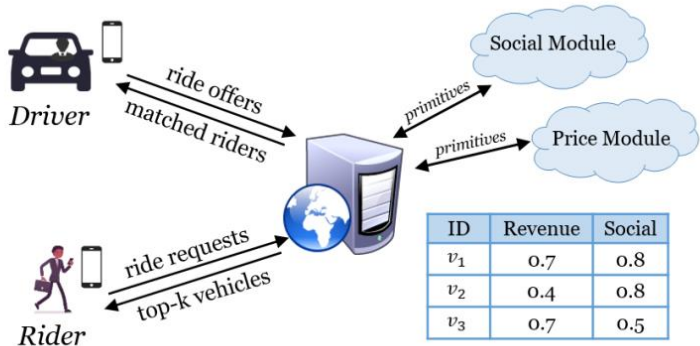 Driver
ride offers
matched riders
Social Module
primitives
Price Module
primitives
Rider
ride requests
top-k vehicles
ID Revenue Social
v1 0.7 0.8
v2 0.4 0.8
v3 0.7 0.5